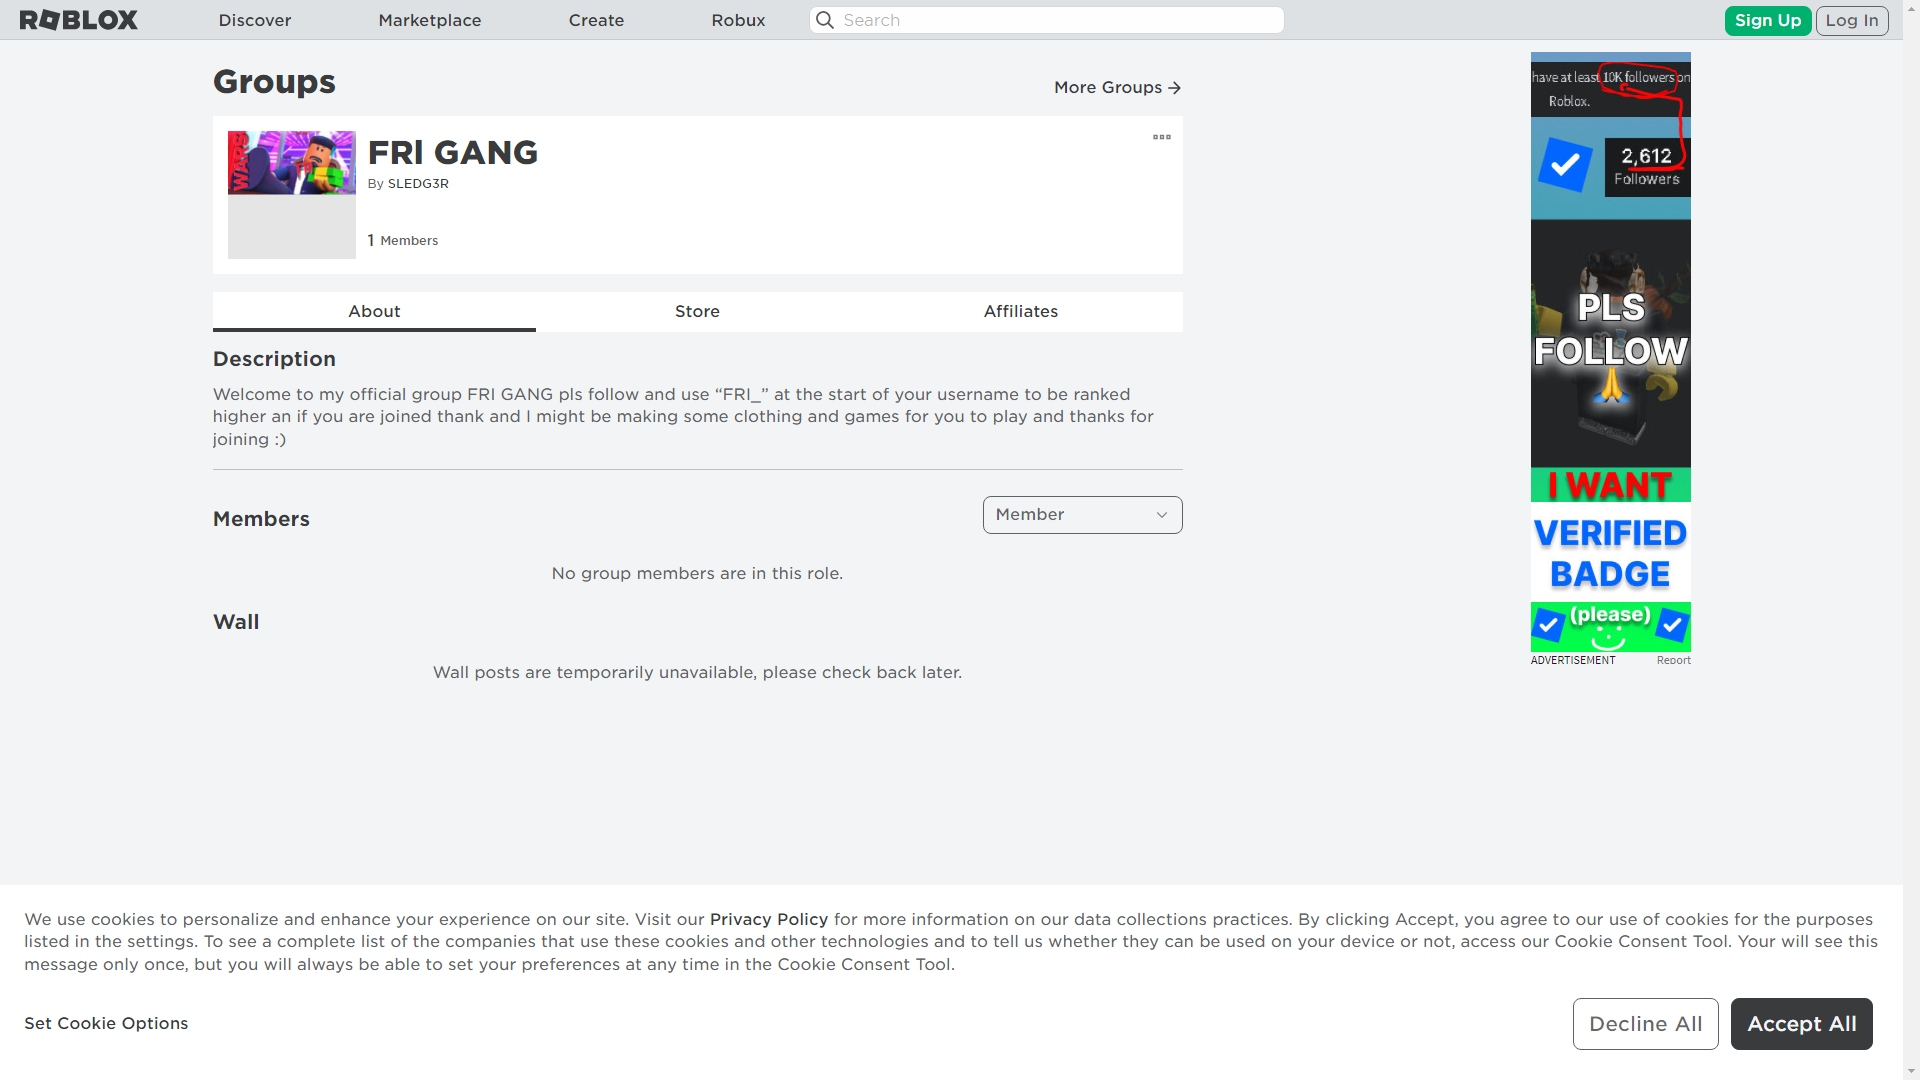 ROBLOX
Discover
Marketplace
Create
Robux
Search
Sign Up
Log In
Groups
More Groups
WARS
FRI GANG
By SLEDG3R
1 Members
About
Store
Affiliates
Description
Welcome to my official group FRI GANG pls follow and use “FRI_” at the start of your username to be ranked
higher an if you are joined thank and I might be making some clothing and games for you to play and thanks for
joining :)
Members
Member
No group members are in this role.
Wall
Wall posts are temporarily unavailable, please check back later.
have at least 10K followers on
Roblox.
2,612
Followers
PLS
FOLLOW
I WANT
VERIFIED
BADGE
(please)
ADVERTISEMENT
Report
We use cookies to personalize and enhance your experience on our site. Visit our Privacy Policy for more information on our data collections practices. By clicking Accept, you agree to our use of cookies for the purposes
listed in the settings. To see a complete list of the companies that use these cookies and other technologies and to tell us whether they can be used on your device or not, access our Cookie Consent Tool. Your will see this
message only once, but you will always be able to set your preferences at any time in the Cookie Consent Tool.
Set Cookie Options
Decline All
Accept All